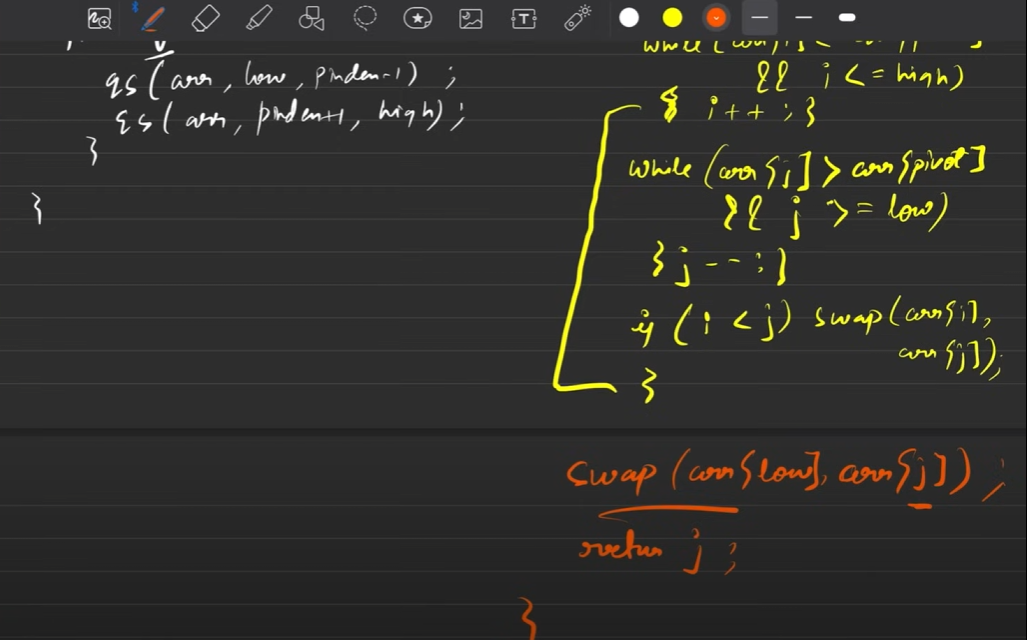 qs(arr, low, pindex-1);
qs(arr, pindex+1, high);
}
}
while (arr[i] <
&& i <= high)
{ i++; }
while (arr[j] > arr[pivot]
&& j >= low)
{ j--; }
if (i < j) swap(arr[i],
arr[j]);
}
swap(arr[low], arr[j]);
return j;
}